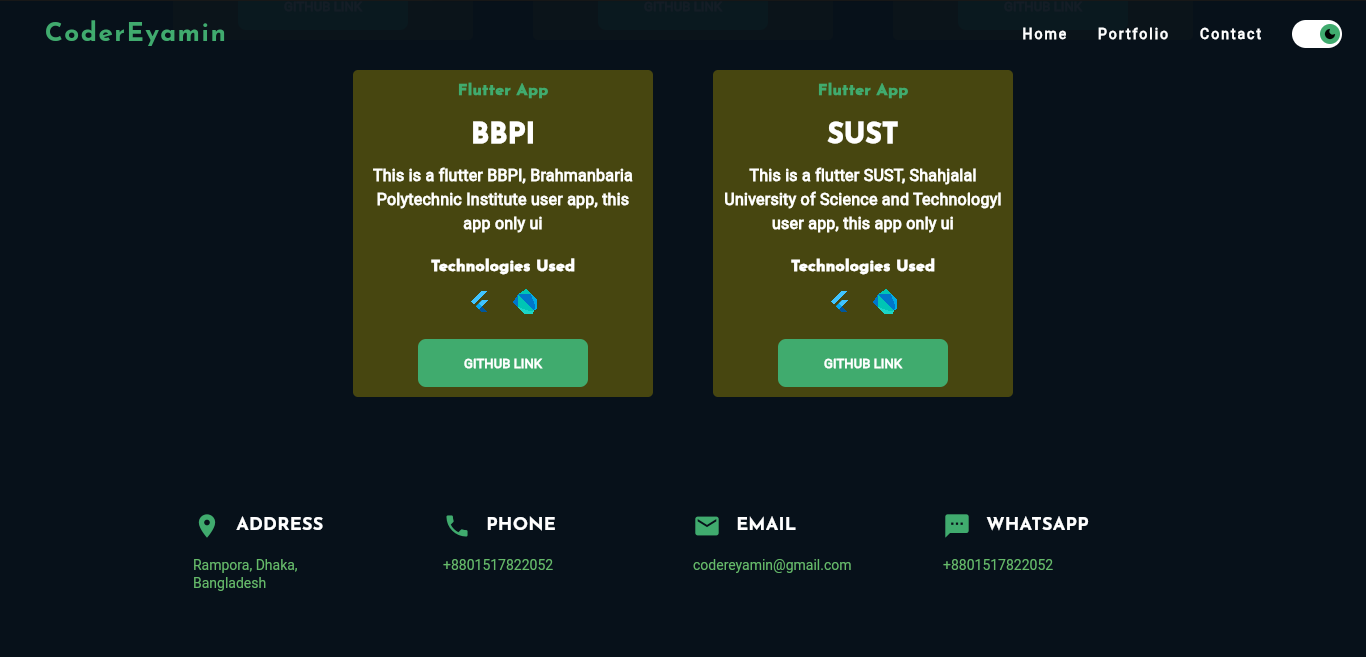 GITHUB LINK GITHUB LINK GITHUB LINK
CoderEyamin Home Portfolio Contact
Flutter App
BBPI
This is a flutter BBPI, Brahmanbaria
Polytechnic Institute user app, this
app only ui
Technologies Used
GITHUB LINK
Flutter App
SUST
This is a flutter SUST, Shahjalal
University of Science and Technologyl
user app, this app only ui
Technologies Used
GITHUB LINK
ADDRESS
Rampora, Dhaka,
Bangladesh
PHONE
+8801517822052
EMAIL
codereyamin@gmail.com
WHATSAPP
+8801517822052